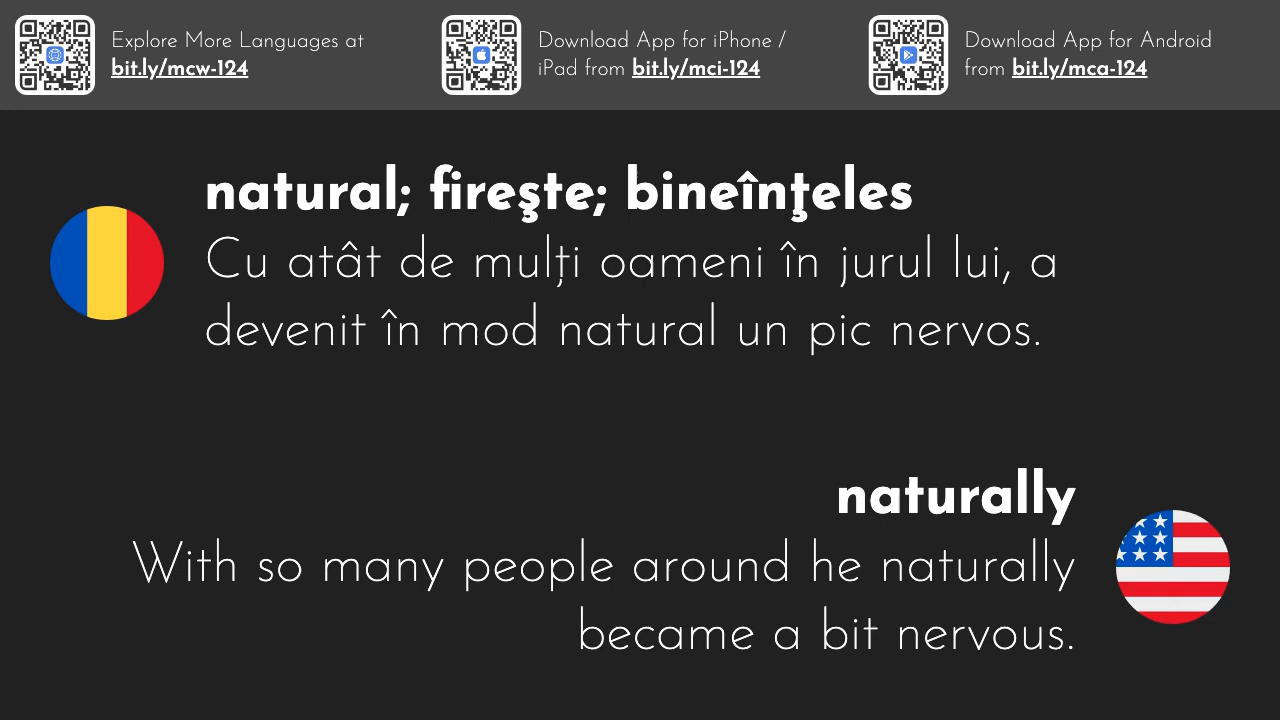 Explore More Languages at
bit.ly/mcw-124
Download App for iPhone /
iPad from bit.ly/mci-124
Download App for Android
from bit.ly/mca-124
natural; fireşte; bineînţeles
Cu atât de mulți oameni în jurul lui, a
devenit în mod natural un pic nervos.
naturally
With so many people around he naturally
became a bit nervous.